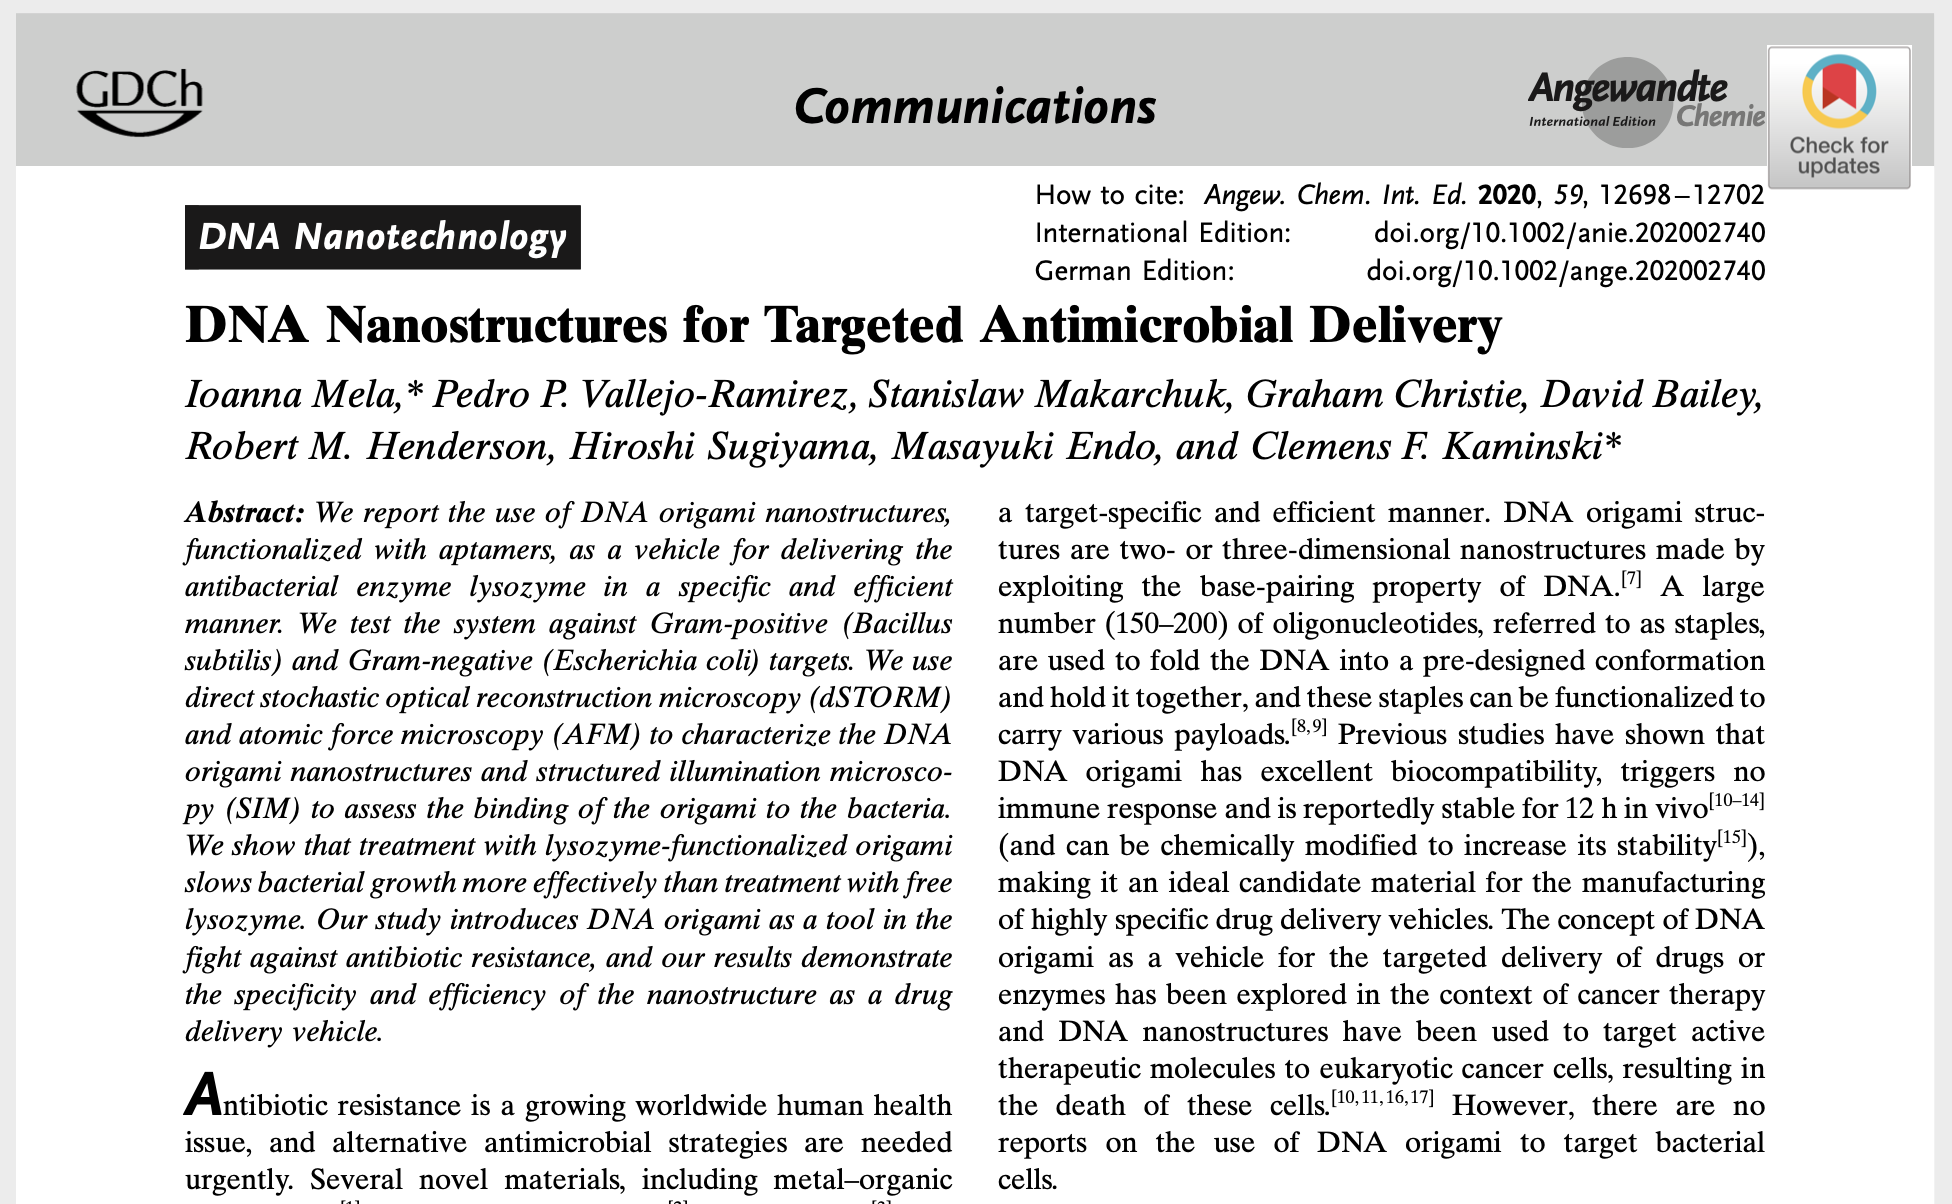 GDCh
Communications
Angewandte
International Edition Chemie
Check for
updates
How to cite: Angew. Chem. Int. Ed. 2020, 59, 12698–12702
International Edition: doi.org/10.1002/anie.202002740
German Edition: doi.org/10.1002/ange.202002740
DNA Nanotechnology
DNA Nanostructures for Targeted Antimicrobial Delivery
Ioanna Mela,* Pedro P. Vallejo-Ramirez, Stanislaw Makarchuk, Graham Christie, David Bailey,
Robert M. Henderson, Hiroshi Sugiyama, Masayuki Endo, and Clemens F. Kaminski*
Abstract: We report the use of DNA origami nanostructures,
functionalized with aptamers, as a vehicle for delivering the
antibacterial enzyme lysozyme in a specific and efficient
manner. We test the system against Gram-positive (Bacillus
subtilis) and Gram-negative (Escherichia coli) targets. We use
direct stochastic optical reconstruction microscopy (dSTORM)
and atomic force microscopy (AFM) to characterize the DNA
origami nanostructures and structured illumination microsco-
py (SIM) to assess the binding of the origami to the bacteria.
We show that treatment with lysozyme-functionalized origami
slows bacterial growth more effectively than treatment with free
lysozyme. Our study introduces DNA origami as a tool in the
fight against antibiotic resistance, and our results demonstrate
the specificity and efficiency of the nanostructure as a drug
delivery vehicle.
Antibiotic resistance is a growing worldwide human health
issue, and alternative antimicrobial strategies are needed
urgently. Several novel materials, including metal–organic
[1] [2] [3]
a target-specific and efficient manner. DNA origami struc-
tures are two- or three-dimensional nanostructures made by
exploiting the base-pairing property of DNA.[7] A large
number (150–200) of oligonucleotides, referred to as staples,
are used to fold the DNA into a pre-designed conformation
and hold it together, and these staples can be functionalized to
carry various payloads.[8,9] Previous studies have shown that
DNA origami has excellent biocompatibility, triggers no
immune response and is reportedly stable for 12 h in vivo[10–14]
(and can be chemically modified to increase its stability[15]),
making it an ideal candidate material for the manufacturing
of highly specific drug delivery vehicles. The concept of DNA
origami as a vehicle for the targeted delivery of drugs or
enzymes has been explored in the context of cancer therapy
and DNA nanostructures have been used to target active
therapeutic molecules to eukaryotic cancer cells, resulting in
the death of these cells.[10,11,16,17] However, there are no
reports on the use of DNA origami to target bacterial
cells.